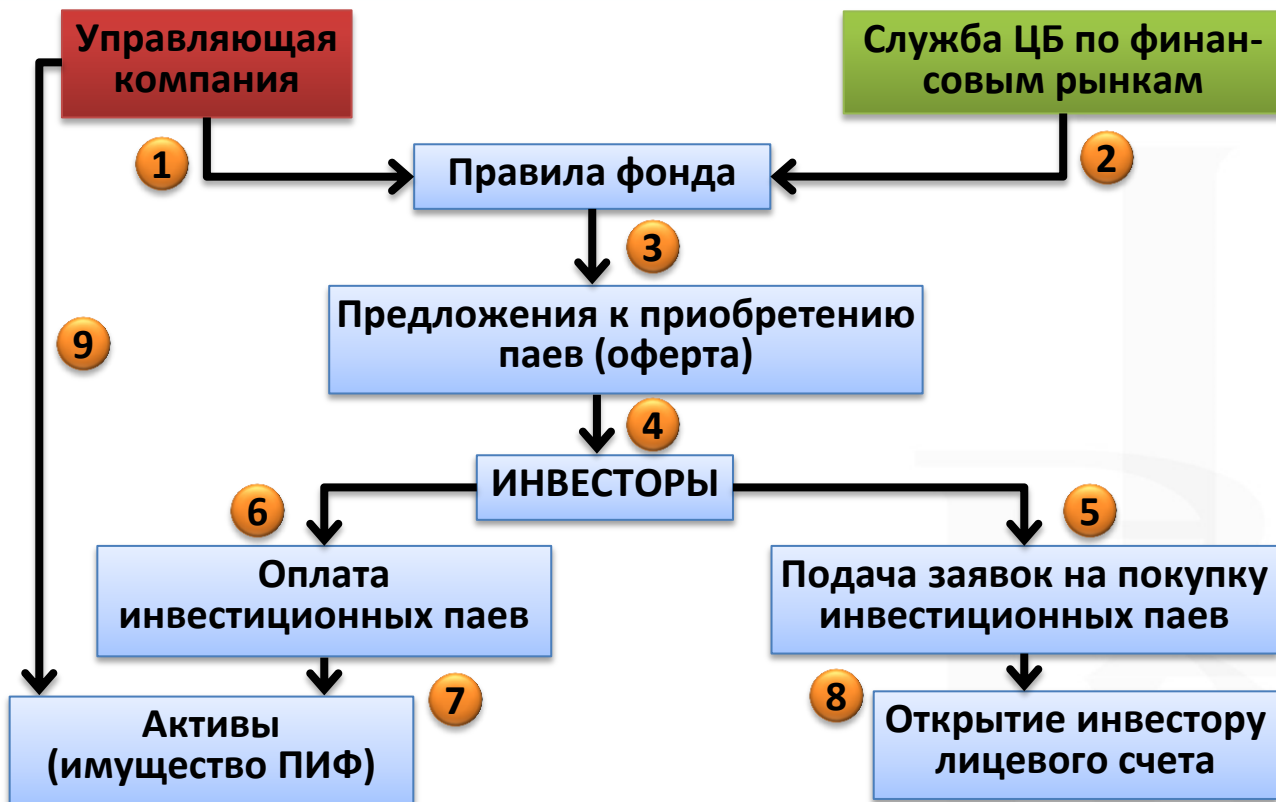 Управляющая
компания
Служба ЦБ по финан-
совым рынкам
1
2
Правила фонда
3
Предложения к приобретению
паев (оферта)
9
4
ИНВЕСТОРЫ
6
5
Оплата
инвестиционных паев
Подача заявок на покупку
инвестиционных паев
7
8
Активы
(имущество ПИФ)
Открытие инвестору
лицевого счета